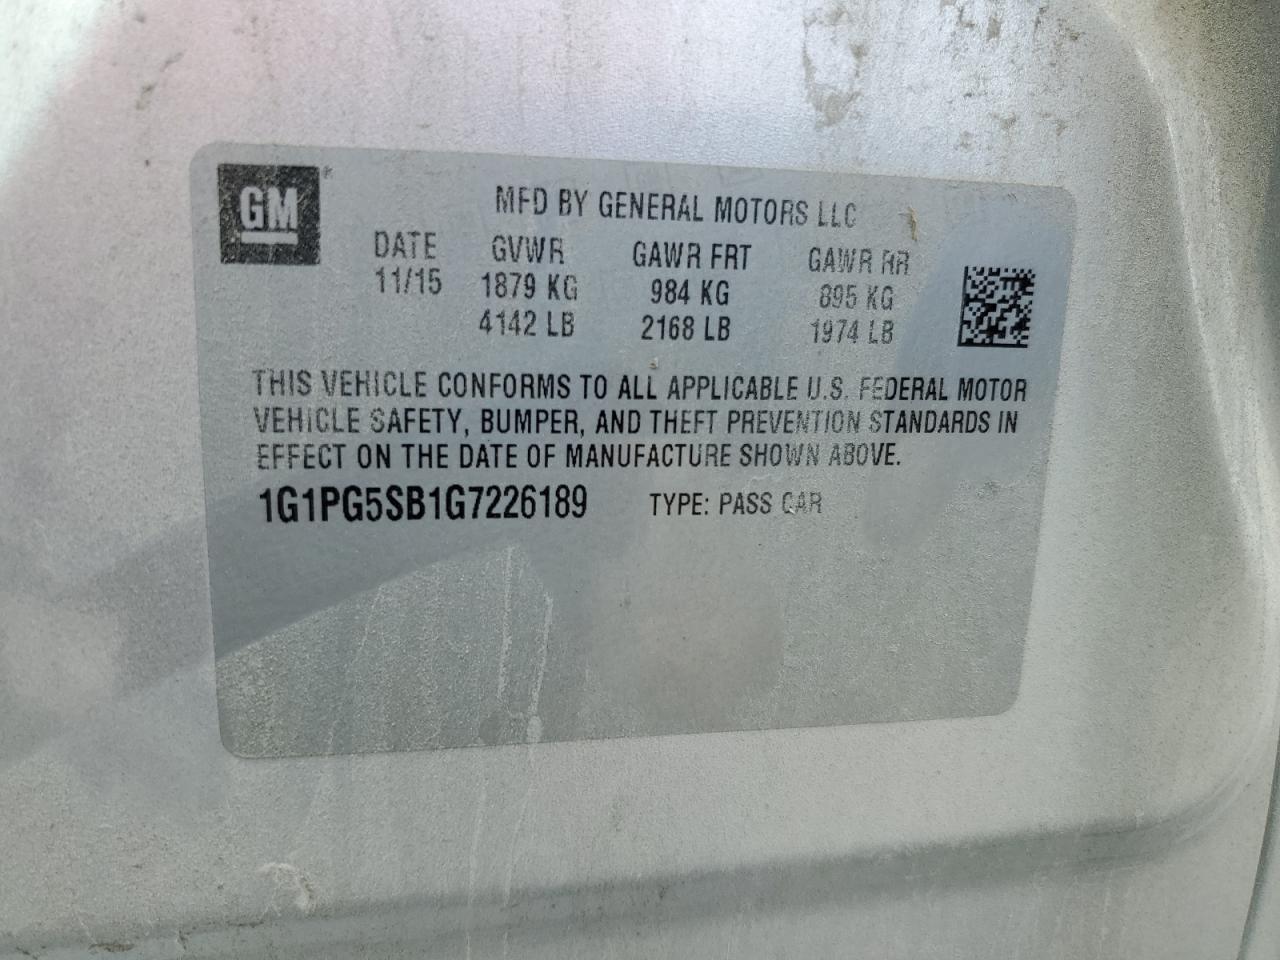 GM
MFD BY GENERAL MOTORS LLC
DATE GVWR GAWR FRT GAWR RR
11/15 1879 KG 984 KG 895 KG
4142 LB 2168 LB 1974 LB
THIS VEHICLE CONFORMS TO ALL APPLICABLE U.S. FEDERAL MOTOR
VEHICLE SAFETY, BUMPER, AND THEFT PREVENTION STANDARDS IN
EFFECT ON THE DATE OF MANUFACTURE SHOWN ABOVE.
1G1PG5SB1G7226189 TYPE: PASS CAR